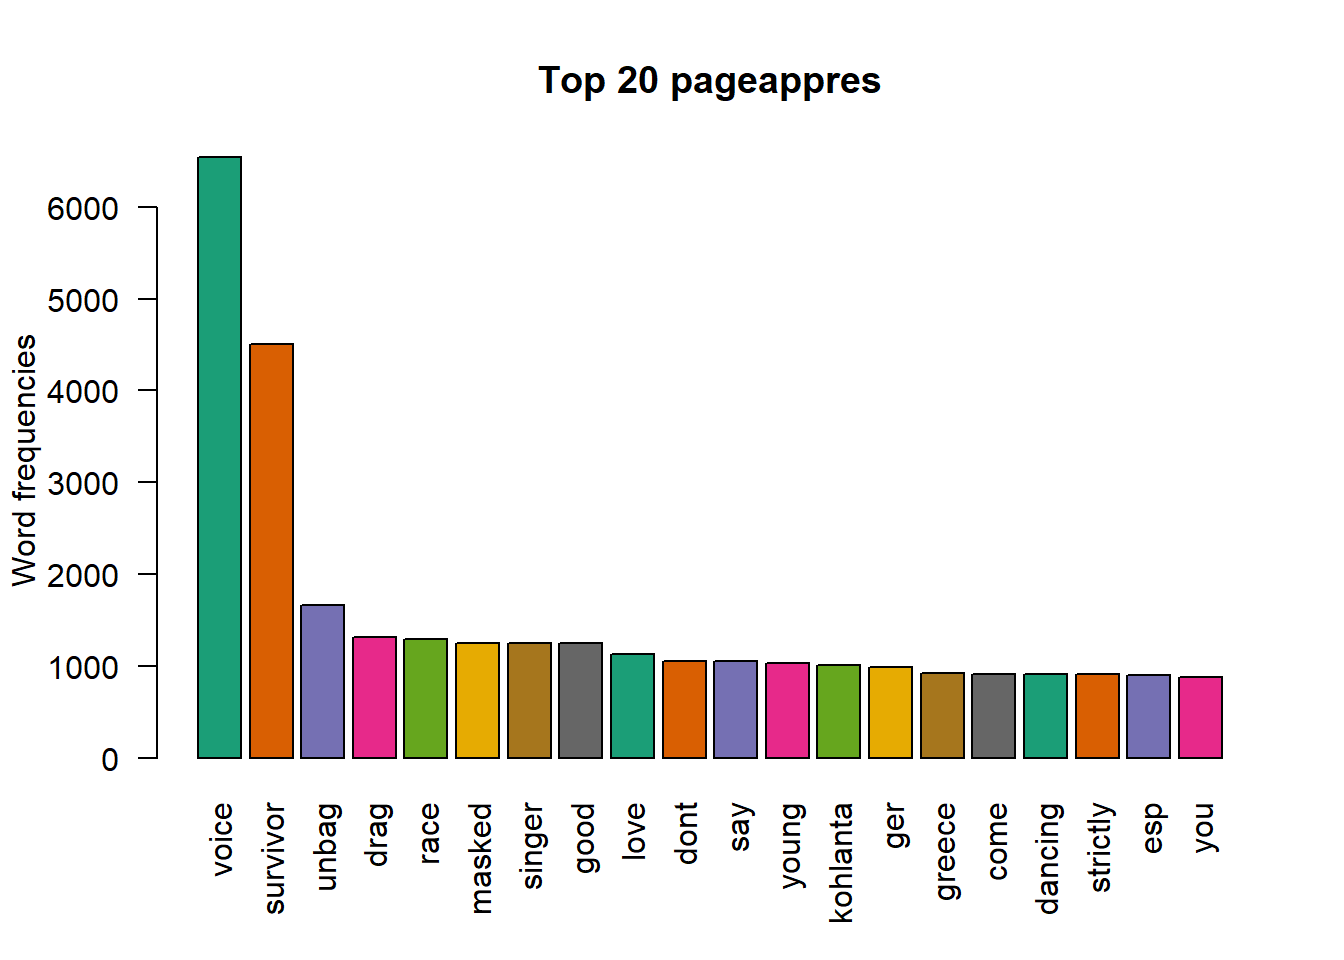 Top 20 pageappres
Word frequencies
6000
5000
4000
3000
2000
1000
0
voice
survivor
unbag
drag
race
masked
singer
good
love
dont
say
young
kohlanta
ger
greece
come
dancing
strictly
esp
you